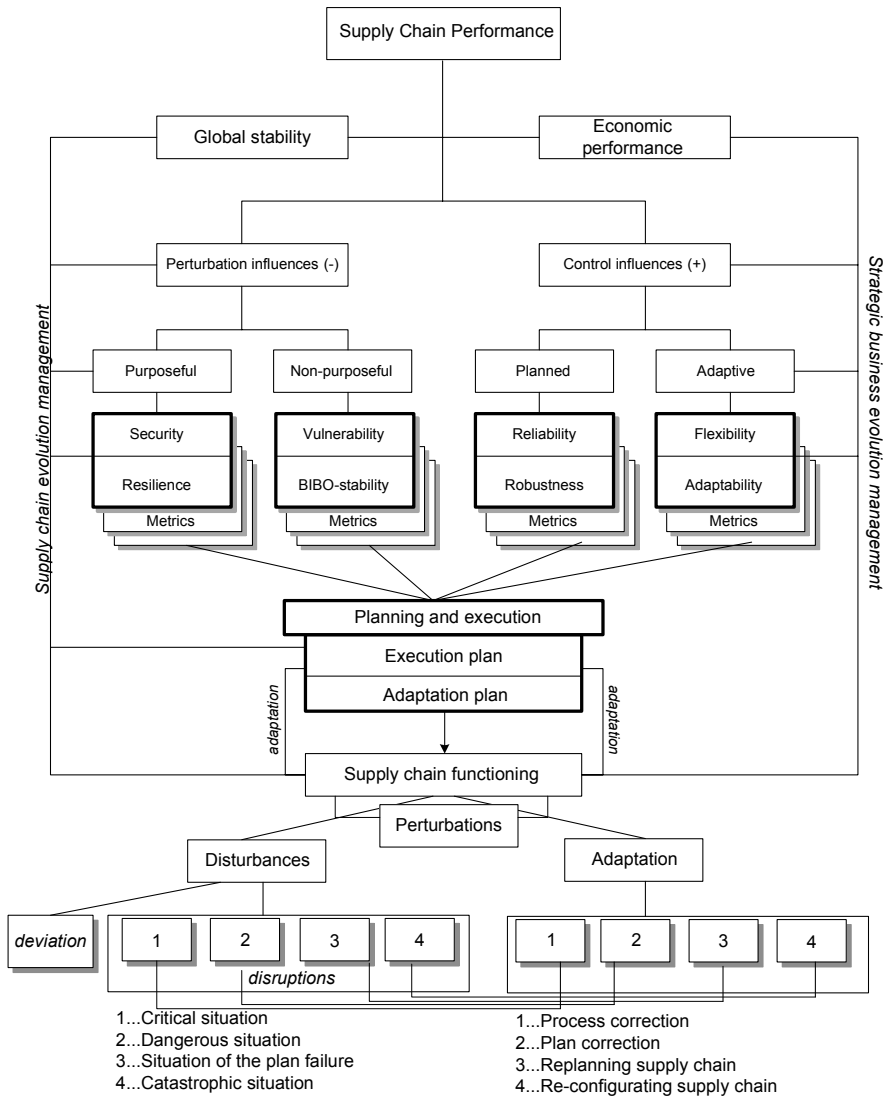 Supply Chain Performance
Global stability
Economic
performance
Perturbation influences (-)
Control influences (+)
Supply chain evolution management
Strategic business evolution management
Purposeful
Non-purposeful
Planned
Adaptive
Security
Vulnerability
Reliability
Flexibility
Resilience
BIBO-stability
Robustness
Adaptability
Metrics
Metrics
Metrics
Metrics
Planning and execution
Execution plan
Adaptation plan
adaptation
adaptation
Supply chain functioning
Perturbations
Disturbances
Adaptation
deviation
1
2
3
4
disruptions
1
2
3
4
1...Critical situation
2...Dangerous situation
3...Situation of the plan failure
4...Catastrophic situation
1...Process correction
2...Plan correction
3...Replanning supply chain
4...Re-configurating supply chain